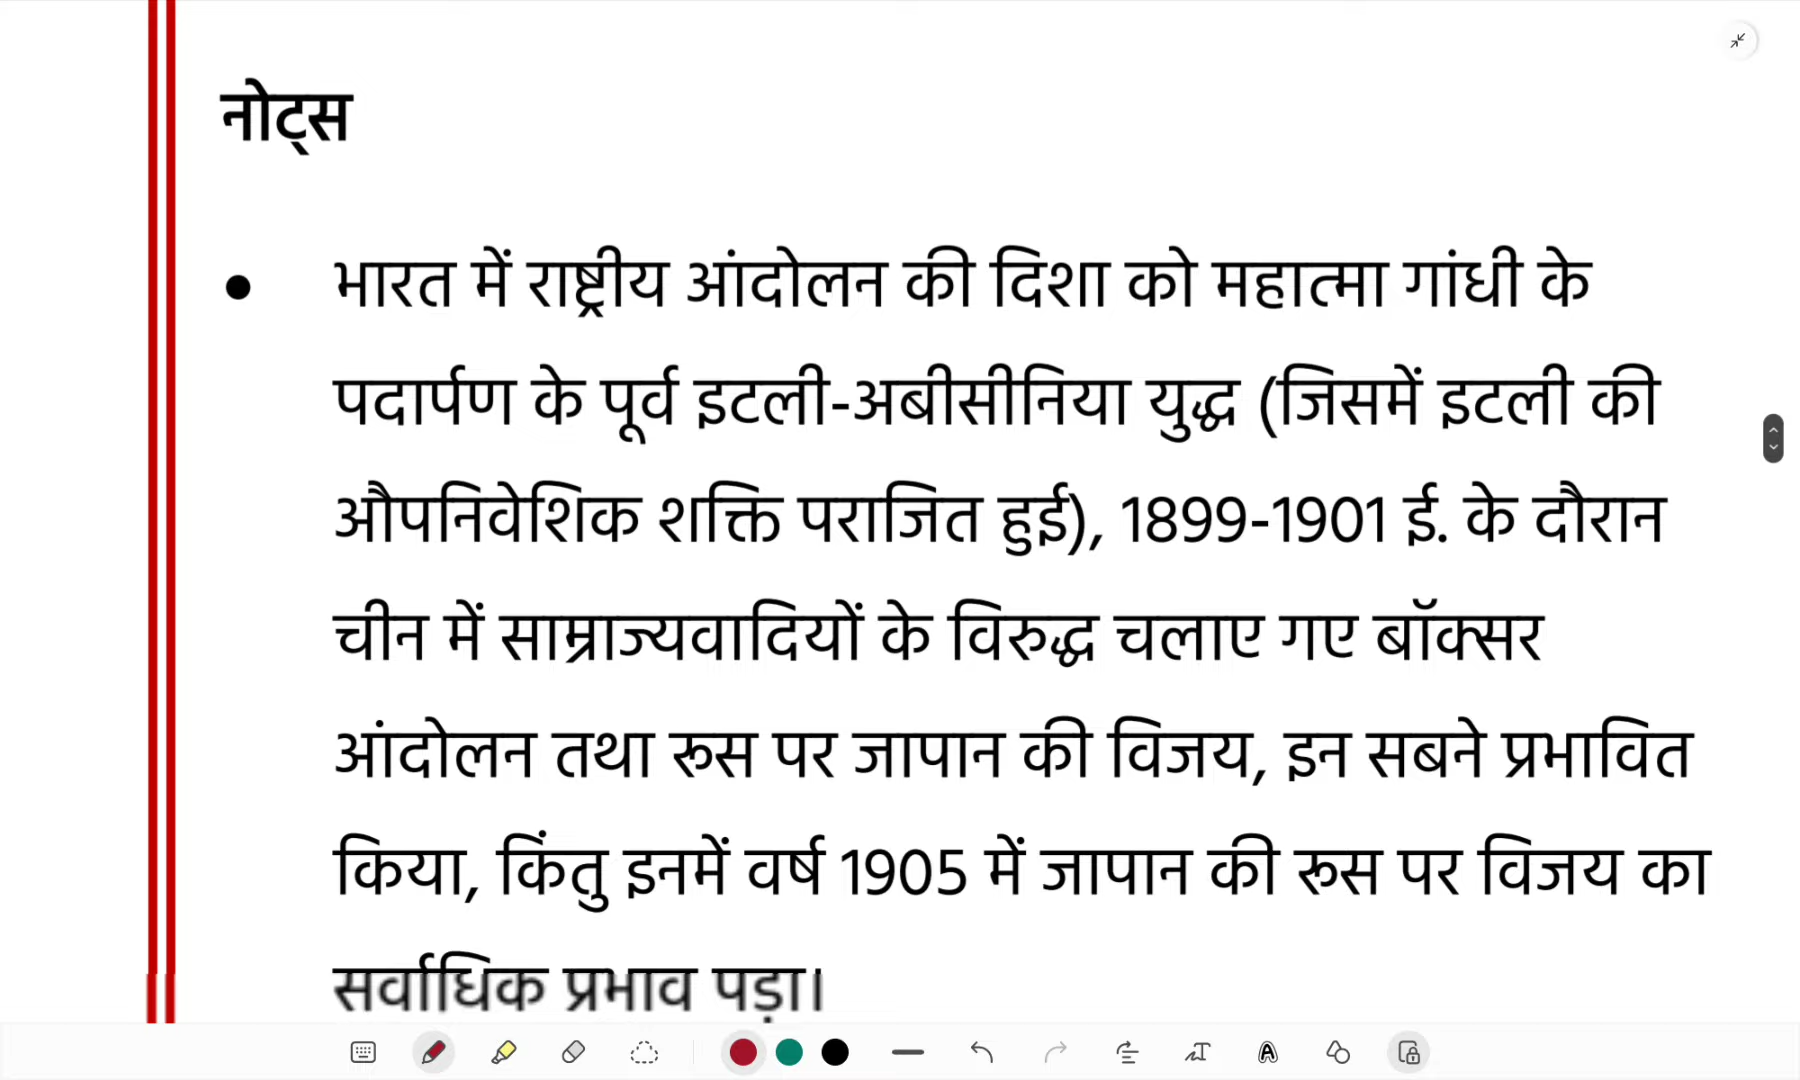 नोट्स
● भारत में राष्ट्रीय आंदोलन की दिशा को महात्मा गांधी के
पदार्पण के पूर्व इटली-अबीसीनिया युद्ध (जिसमें इटली की
औपनिवेशिक शक्ति पराजित हुई), 1899-1901 ई. के दौरान
चीन में साम्राज्यवादियों के विरुद्ध चलाए गए बॉक्सर
आंदोलन तथा रूस पर जापान की विजय, इन सबने प्रभावित
किया, किंतु इनमें वर्ष 1905 में जापान की रूस पर विजय का
सर्वाधिक प्रभाव पड़ा।